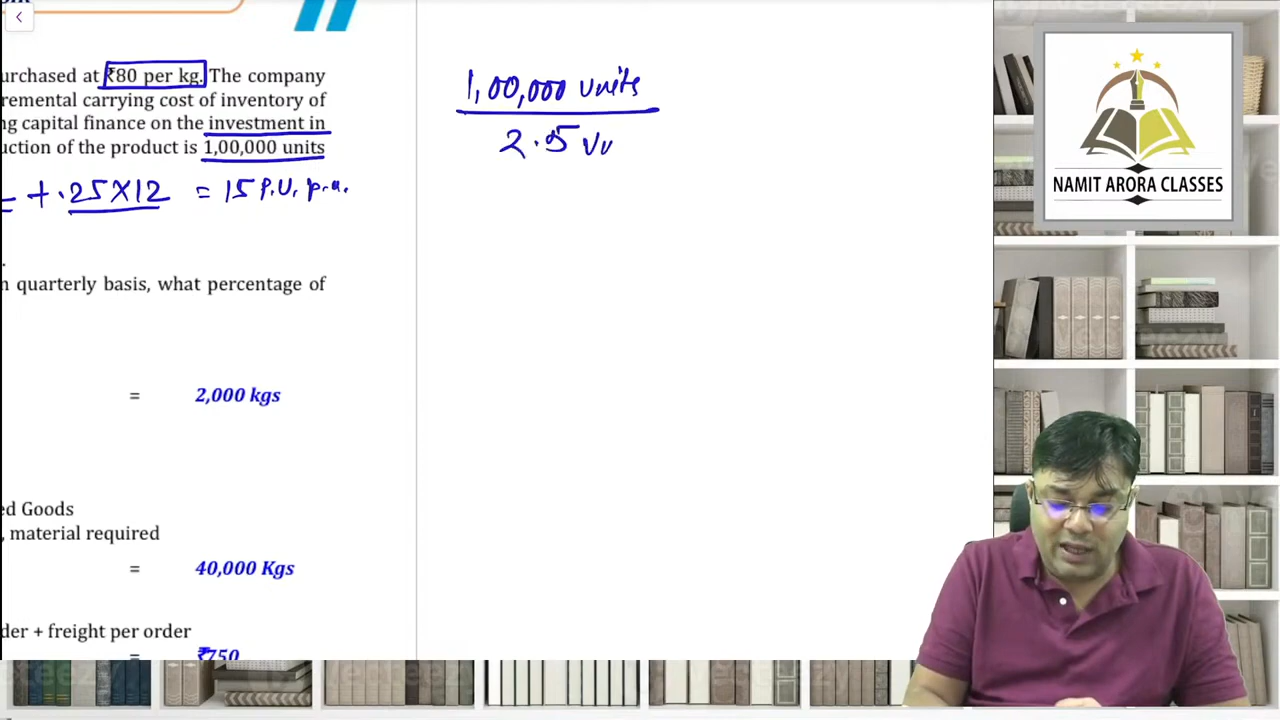 urchased at ₹80 per kg. The company
remental carrying cost of inventory of
ng capital finance on the investment in
uction of the product is 1,00,000 units
+ .25X12 = 15 P.U. p.a.
n quarterly basis, what percentage of
= 2,000 kgs
ed Goods
, material required
= 40,000 Kgs
der + freight per order
= ₹750
1,00,000 units
2.5
NAMIT ARORA CLASSES